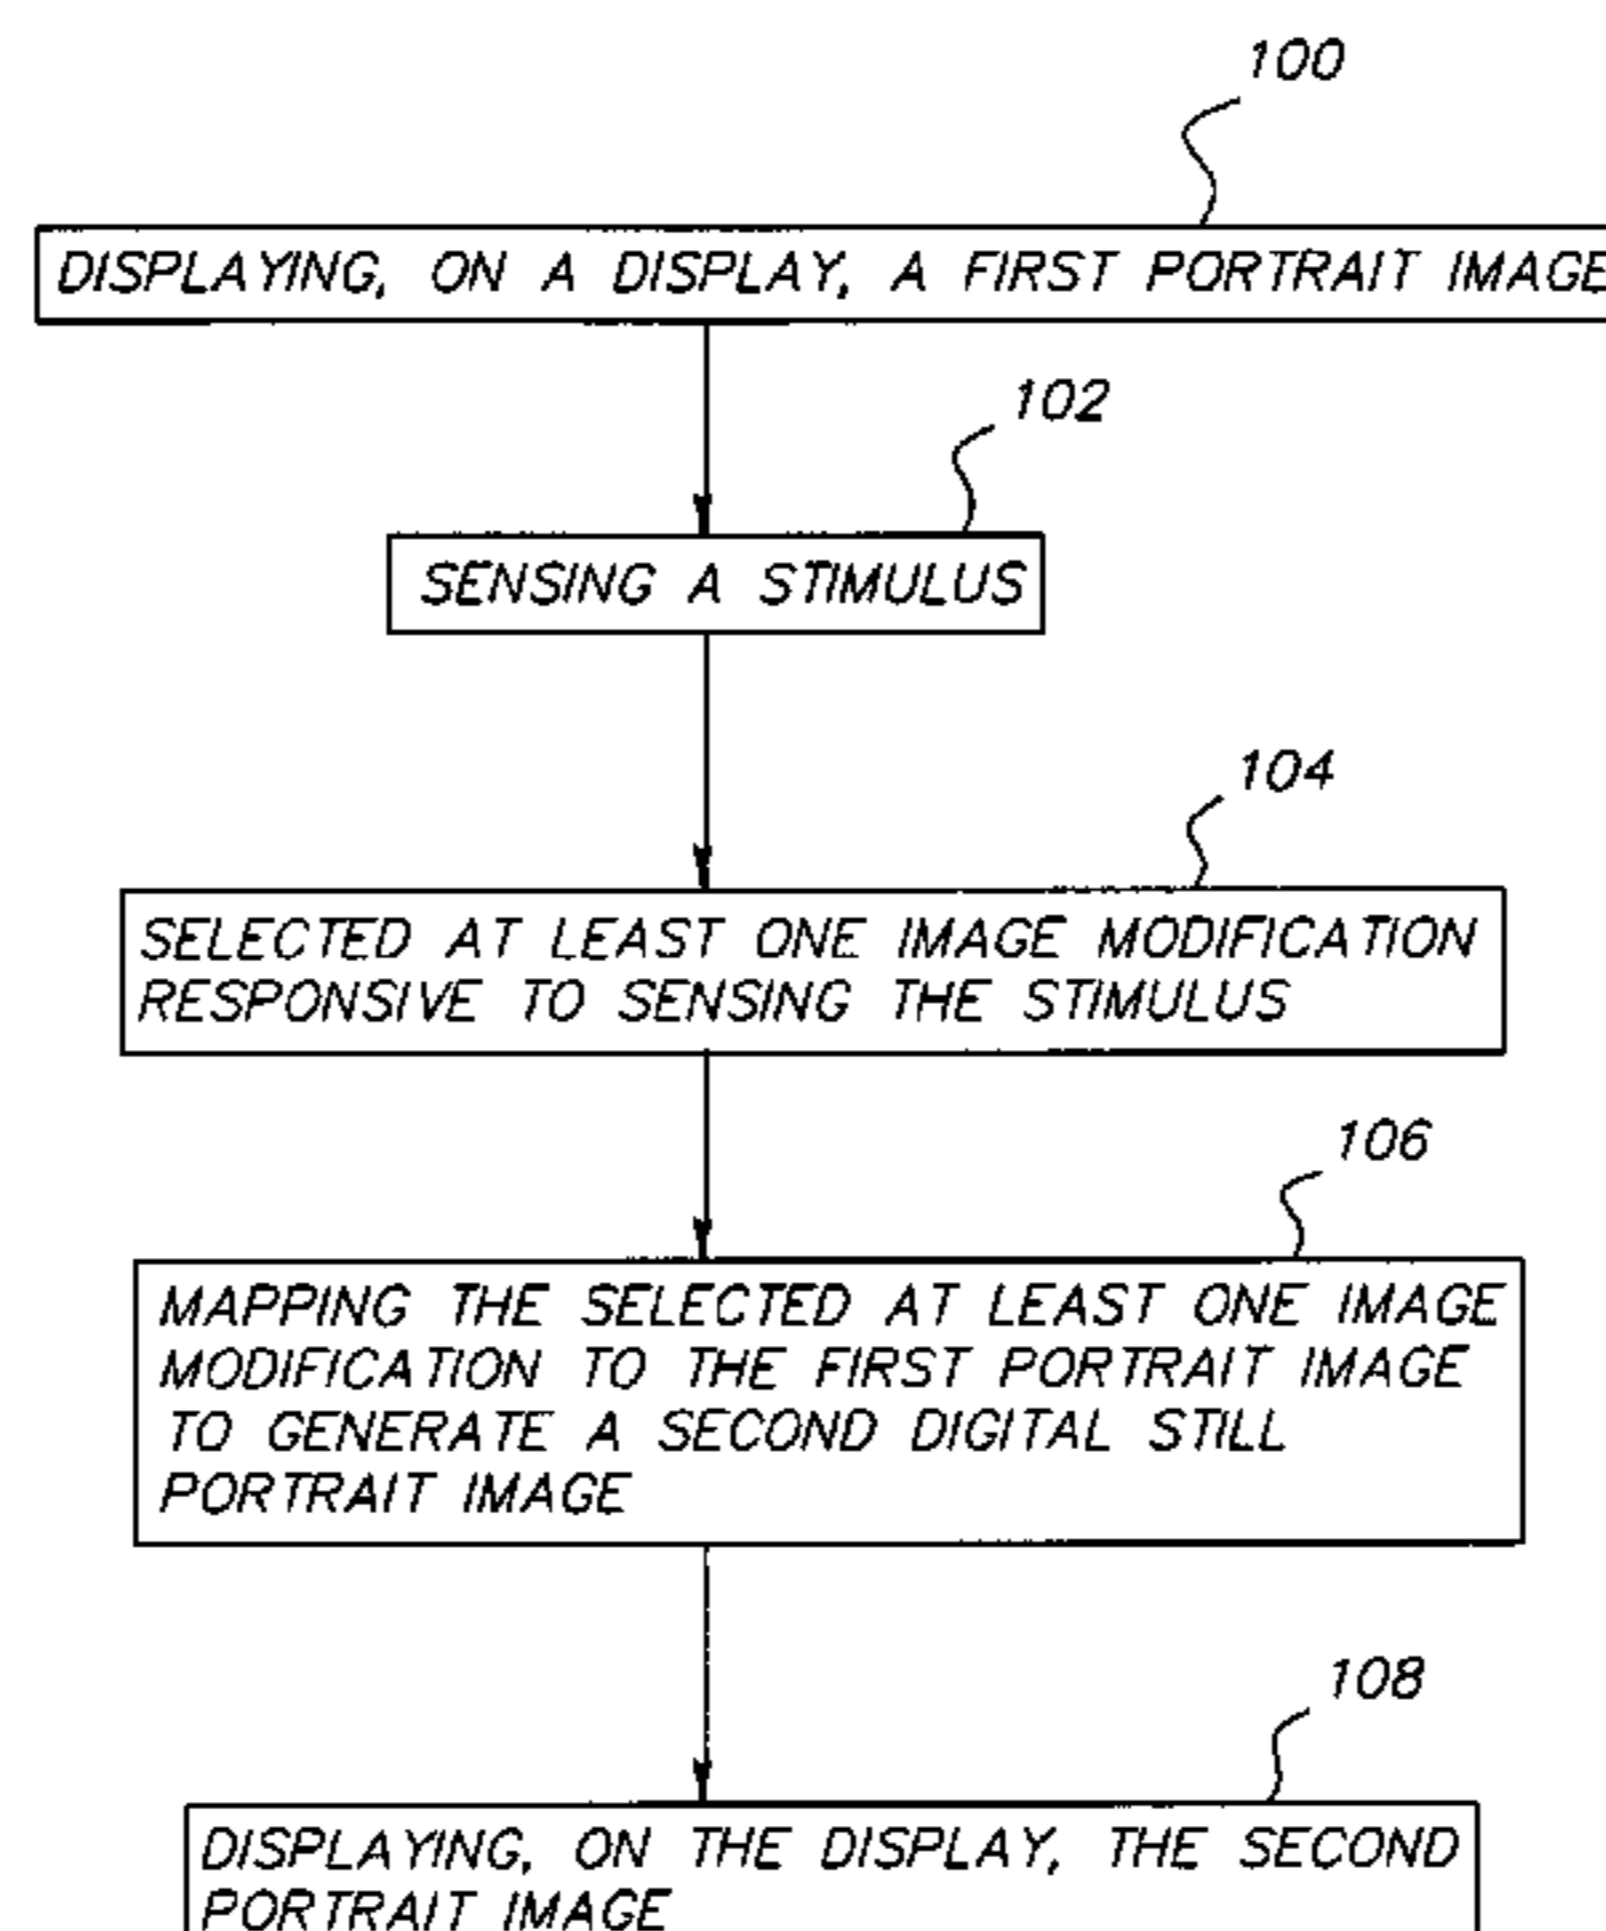 100
DISPLAYING, ON A DISPLAY, A FIRST PORTRAIT IMAGE
102
SENSING A STIMULUS
104
SELECTED AT LEAST ONE IMAGE MODIFICATION
RESPONSIVE TO SENSING THE STIMULUS
106
MAPPING THE SELECTED AT LEAST ONE IMAGE
MODIFICATION TO THE FIRST PORTRAIT IMAGE
TO GENERATE A SECOND DIGITAL STILL
PORTRAIT IMAGE
108
DISPLAYING, ON THE DISPLAY, THE SECOND
PORTRAIT IMAGE